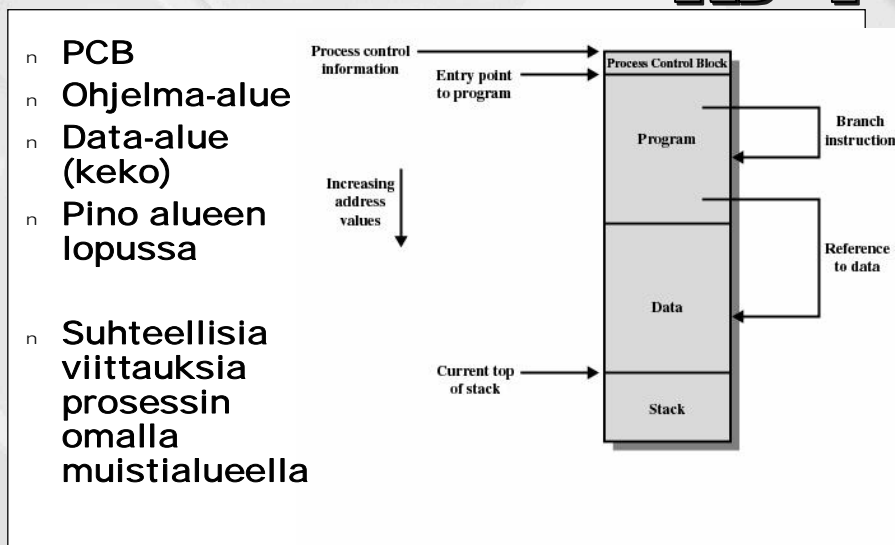 n PCB
n Ohjelma-alue
n Data-alue
(keko)
n Pino alueen
lopussa
n Suhteellisia
viittauksia
prosessin
omalla
muistialueella
Process control
information
Entry point
to program
Increasing
address
values
Current top
of stack
Process Control Block
Program
Data
Stack
Branch
instruction
Reference
to data